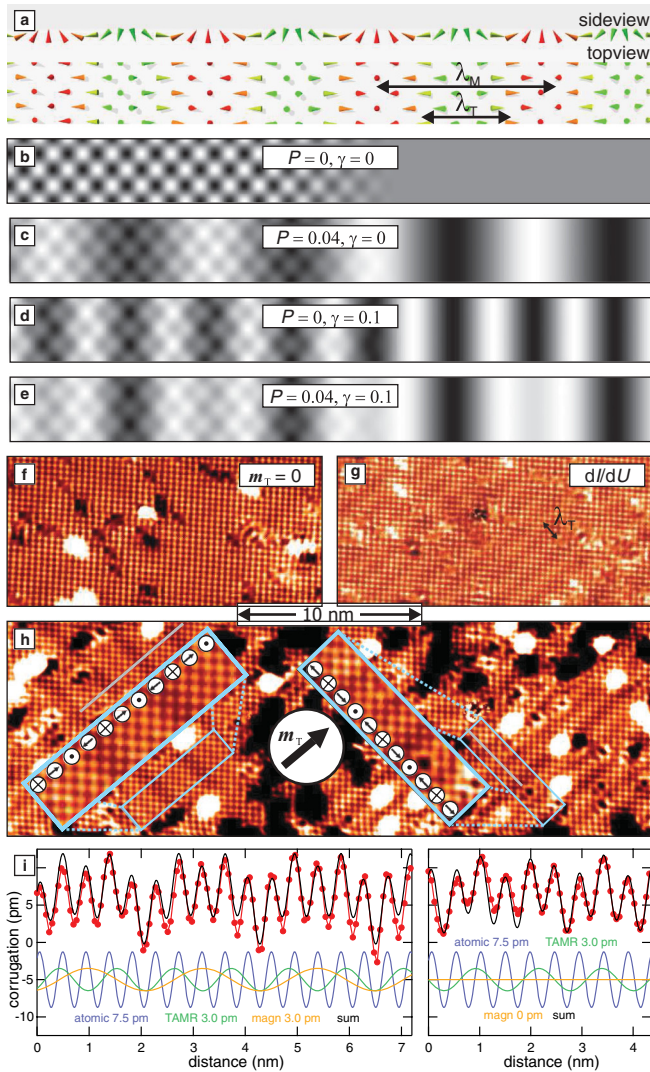 a
sideview
topview
λM
λT
b
P = 0, γ = 0
c
P = 0.04, γ = 0
d
P = 0, γ = 0.1
e
P = 0.04, γ = 0.1
f
mT = 0
g
dI/dU
λT
10 nm
h
mT
i
corrugation (pm)
5
0
-5
-10
atomic 7.5 pm TAMR 3.0 pm magn 3.0 pm sum
0 1 2 3 4 5 6 7
distance (nm)
atomic 7.5 pm TAMR 3.0 pm
magn 0 pm sum
0 1 2 3 4
distance (nm)